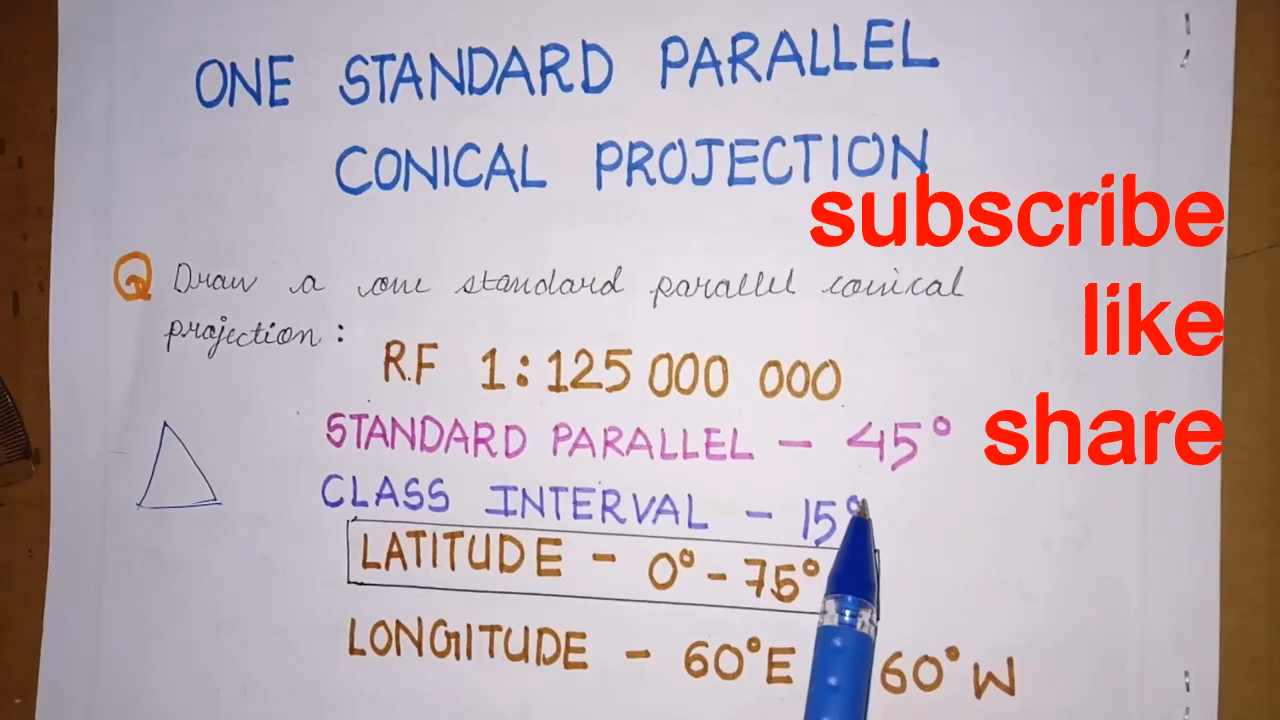 ONE STANDARD PARALLEL
CONICAL PROJECTION
subscribe
like
share
Q Draw a one standard parallel conical
projection:
R.F 1:125 000 000
STANDARD PARALLEL - 45°
CLASS INTERVAL - 15°
LATITUDE - 0° - 75°
LONGITUDE - 60°E 60°W